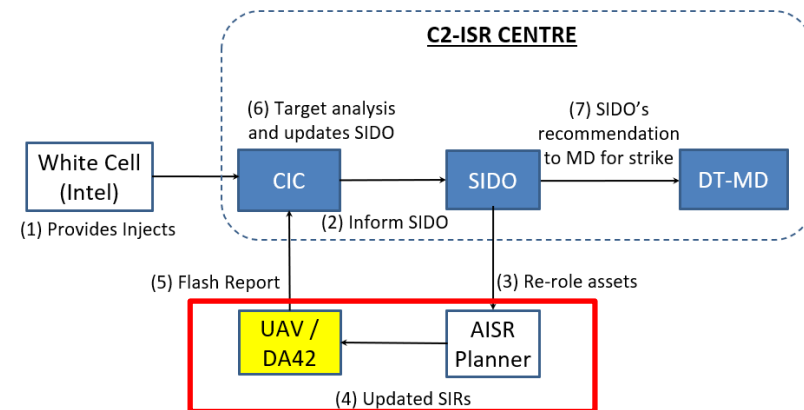 C2-ISR CENTRE
(6) Target analysis
and updates SIDO
(7) SIDO's
recommendation
to MD for strike
White Cell
(Intel)
CIC
SIDO
DT-MD
(1) Provides Injects
(2) Inform SIDO
(5) Flash Report
(3) Re-role assets
UAV /
DA42
AISR
Planner
(4) Updated SIRs